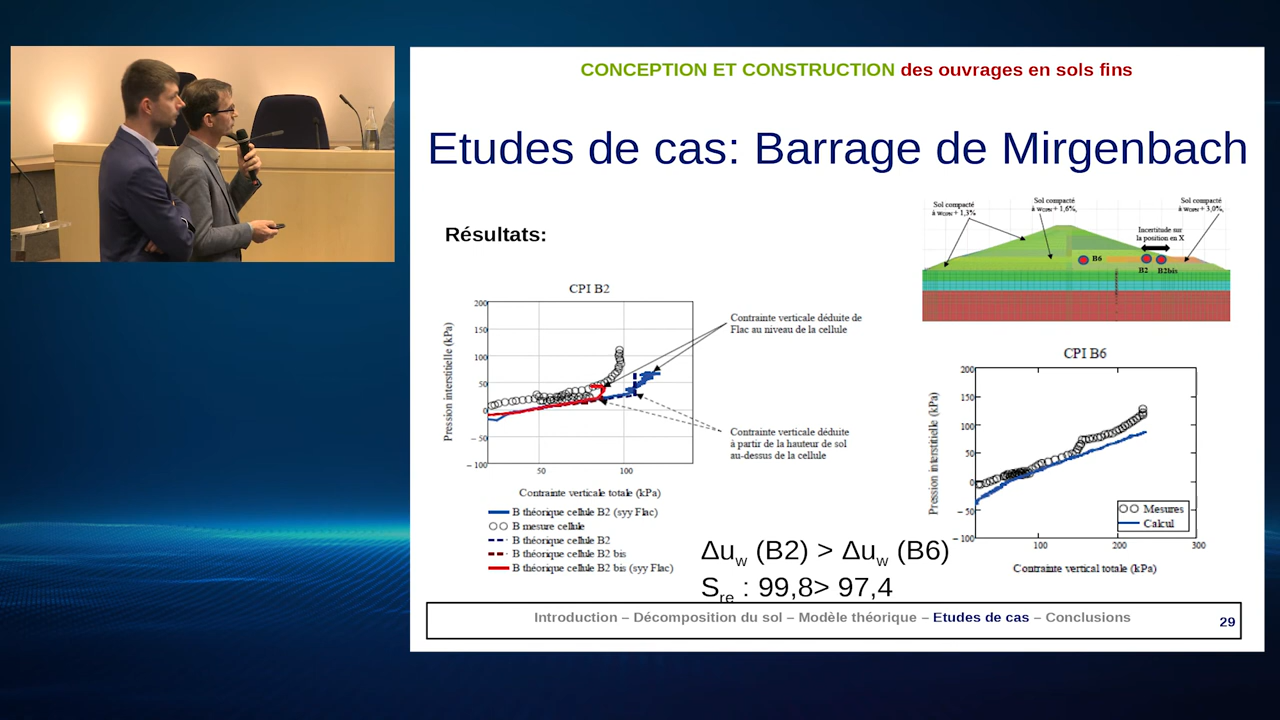 CONCEPTION ET CONSTRUCTION des ouvrages en sols fins
Etudes de cas: Barrage de Mirgenbach
Résultats:
Sol compacté
à wOPN + 1,3%
Sol compacté
à wOPN + 1,6%,
Sol compacté
à wOPN + 3,0%,
Incertitude sur
la position en X
B6
B2
B2bis
CPI B2
200
150
100
50
0
– 50
– 100
50
100
Pression interstitielle (kPa)
Contrainte verticale totale (kPa)
Contrainte verticale déduite de
Flac au niveau de la cellule
Contrainte verticale déduite
à partir de la hauteur de sol
au-dessus de la cellule
B théorique cellule B2 (syy Flac)
B mesure cellule
B théorique cellule B2
B théorique cellule B2 bis
B théorique cellule B2 bis (syy Flac)
CPI B6
200
150
100
50
0
– 50
– 100
100
200
300
Pression interstitielle (kPa)
Mesures
Calcul
Contrainte vertical totale (kPa)
Δuw (B2) > Δuw (B6)
Sre : 99,8> 97,4
Introduction – Décomposition du sol – Modèle théorique – Etudes de cas – Conclusions
29